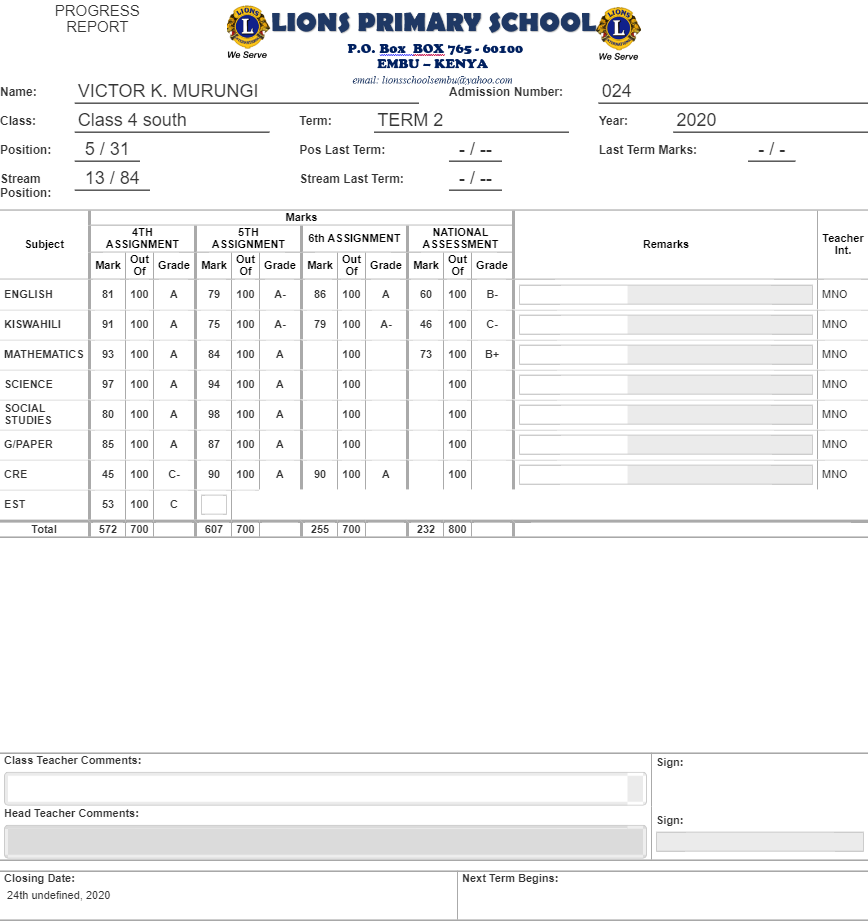 PROGRESS
REPORT
LIONS
L
INTERNATIONAL
We Serve
LIONS PRIMARY SCHOOL
P.O. Box BOX 765 - 60100
EMBU – KENYA
email: lionsschoolsembu@yahoo.com
LIONS
L
INTERNATIONAL
We Serve
Name: VICTOR K. MURUNGI Admission Number: 024
Class: Class 4 south Term: TERM 2 Year: 2020
Position: 5 / 31 Pos Last Term: - / -- Last Term Marks: - / -
Stream Position: 13 / 84 Stream Last Term: - / --
Marks
Subject 4TH ASSIGNMENT 5TH ASSIGNMENT 6th ASSIGNMENT NATIONAL ASSESSMENT Remarks Teacher Int.
Mark Out Of Grade Mark Out Of Grade Mark Out Of Grade Mark Out Of Grade
ENGLISH 81 100 A 79 100 A- 86 100 A 60 100 B- MNO
KISWAHILI 91 100 A 75 100 A- 79 100 A- 46 100 C- MNO
MATHEMATICS 93 100 A 84 100 A 100 73 100 B+ MNO
SCIENCE 97 100 A 94 100 A 100 100 MNO
SOCIAL STUDIES 80 100 A 98 100 A 100 100 MNO
G/PAPER 85 100 A 87 100 A 100 100 MNO
CRE 45 100 C- 90 100 A 90 100 A 100 MNO
EST 53 100 C
Total 572 700 607 700 255 700 232 800
Class Teacher Comments: Sign:
Head Teacher Comments: Sign:
Closing Date: Next Term Begins:
24th undefined, 2020